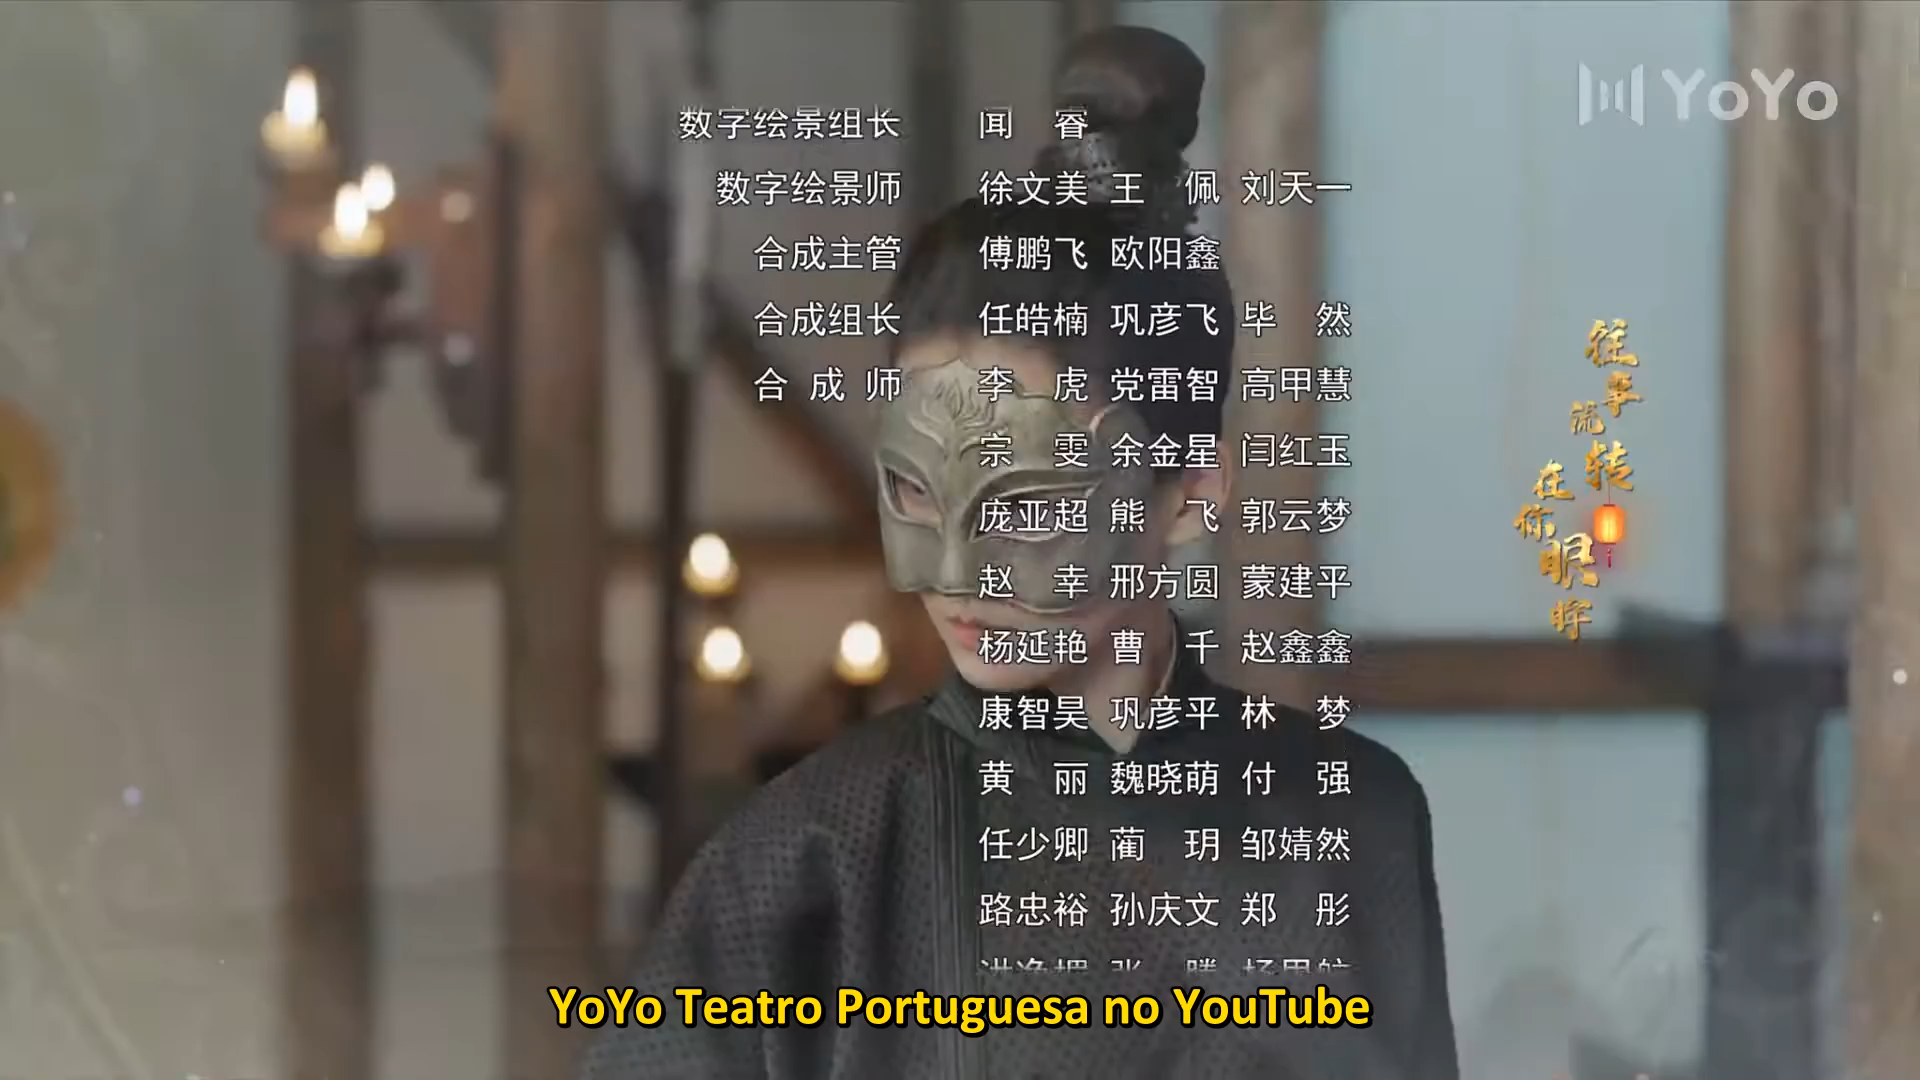 YoYo
数字绘景组长 闻 睿
数字绘景师 徐文美 王 佩 刘天一
合成主管 傅鹏飞 欧阳鑫
合成组长 任皓楠 巩彦飞 毕 然
合 成 师 李 虎 党雷智 高甲慧
宗 雯 余金星 闫红玉
庞亚超 熊 飞 郭云梦
赵 幸 邢方圆 蒙建平
杨延艳 曹 千 赵鑫鑫
康智昊 巩彦平 林 梦
黄 丽 魏晓萌 付 强
任少卿 蔺 玥 邹婧然
路忠裕 孙庆文 郑 彤
往事流转
在你眼眸
YoYo Teatro Portuguesa no YouTube